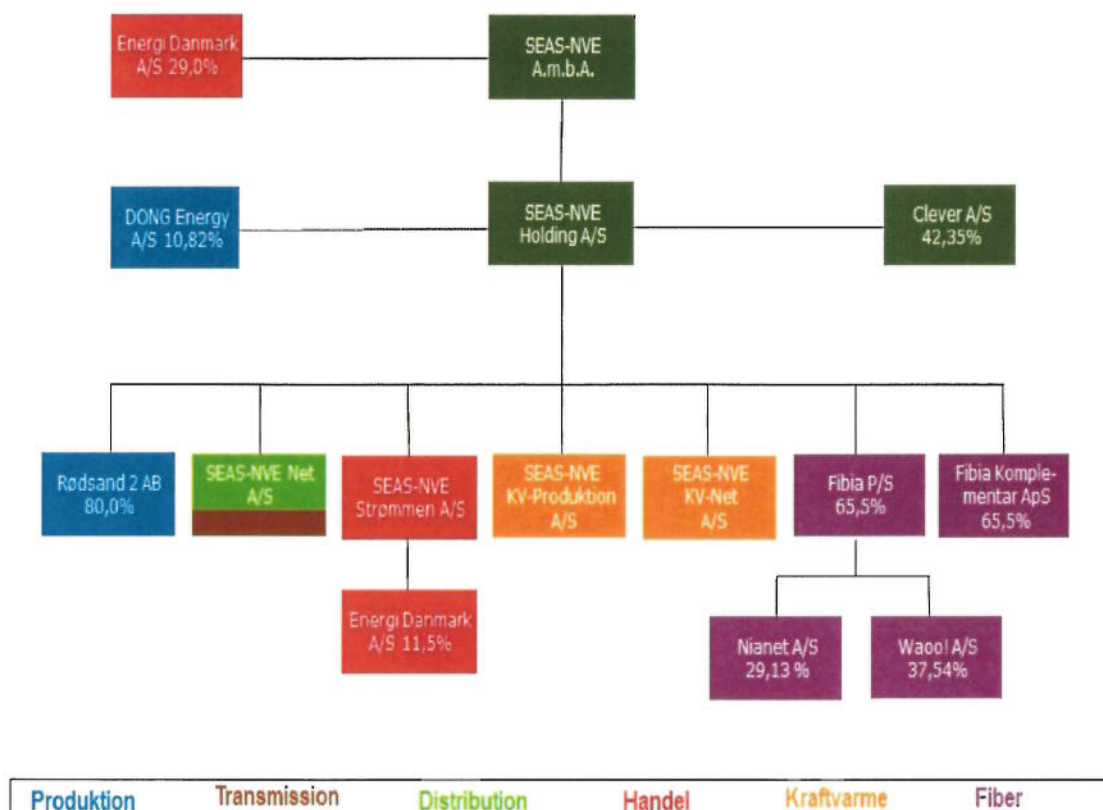 Energi Danmark
A/S 29,0%
SEAS-NVE
A.m.b.A.
DONG Energy
A/S 10,82%
SEAS-NVE
Holding A/S
Clever A/S
42,35%
Rødsand 2 AB
80,0%
SEAS-NVE Net
A/S
SEAS-NVE
Strømmen A/S
SEAS-NVE
KV-Produktion
A/S
SEAS-NVE
KV-Net
A/S
Fibia P/S
65,5%
Fibia Komple-
mentar ApS
65,5%
Energi Danmark
A/S 11,5%
Nianet A/S
29,13 %
Waoo! A/S
37,54%
Produktion Transmission Distribution Handel Kraftvarme Fiber